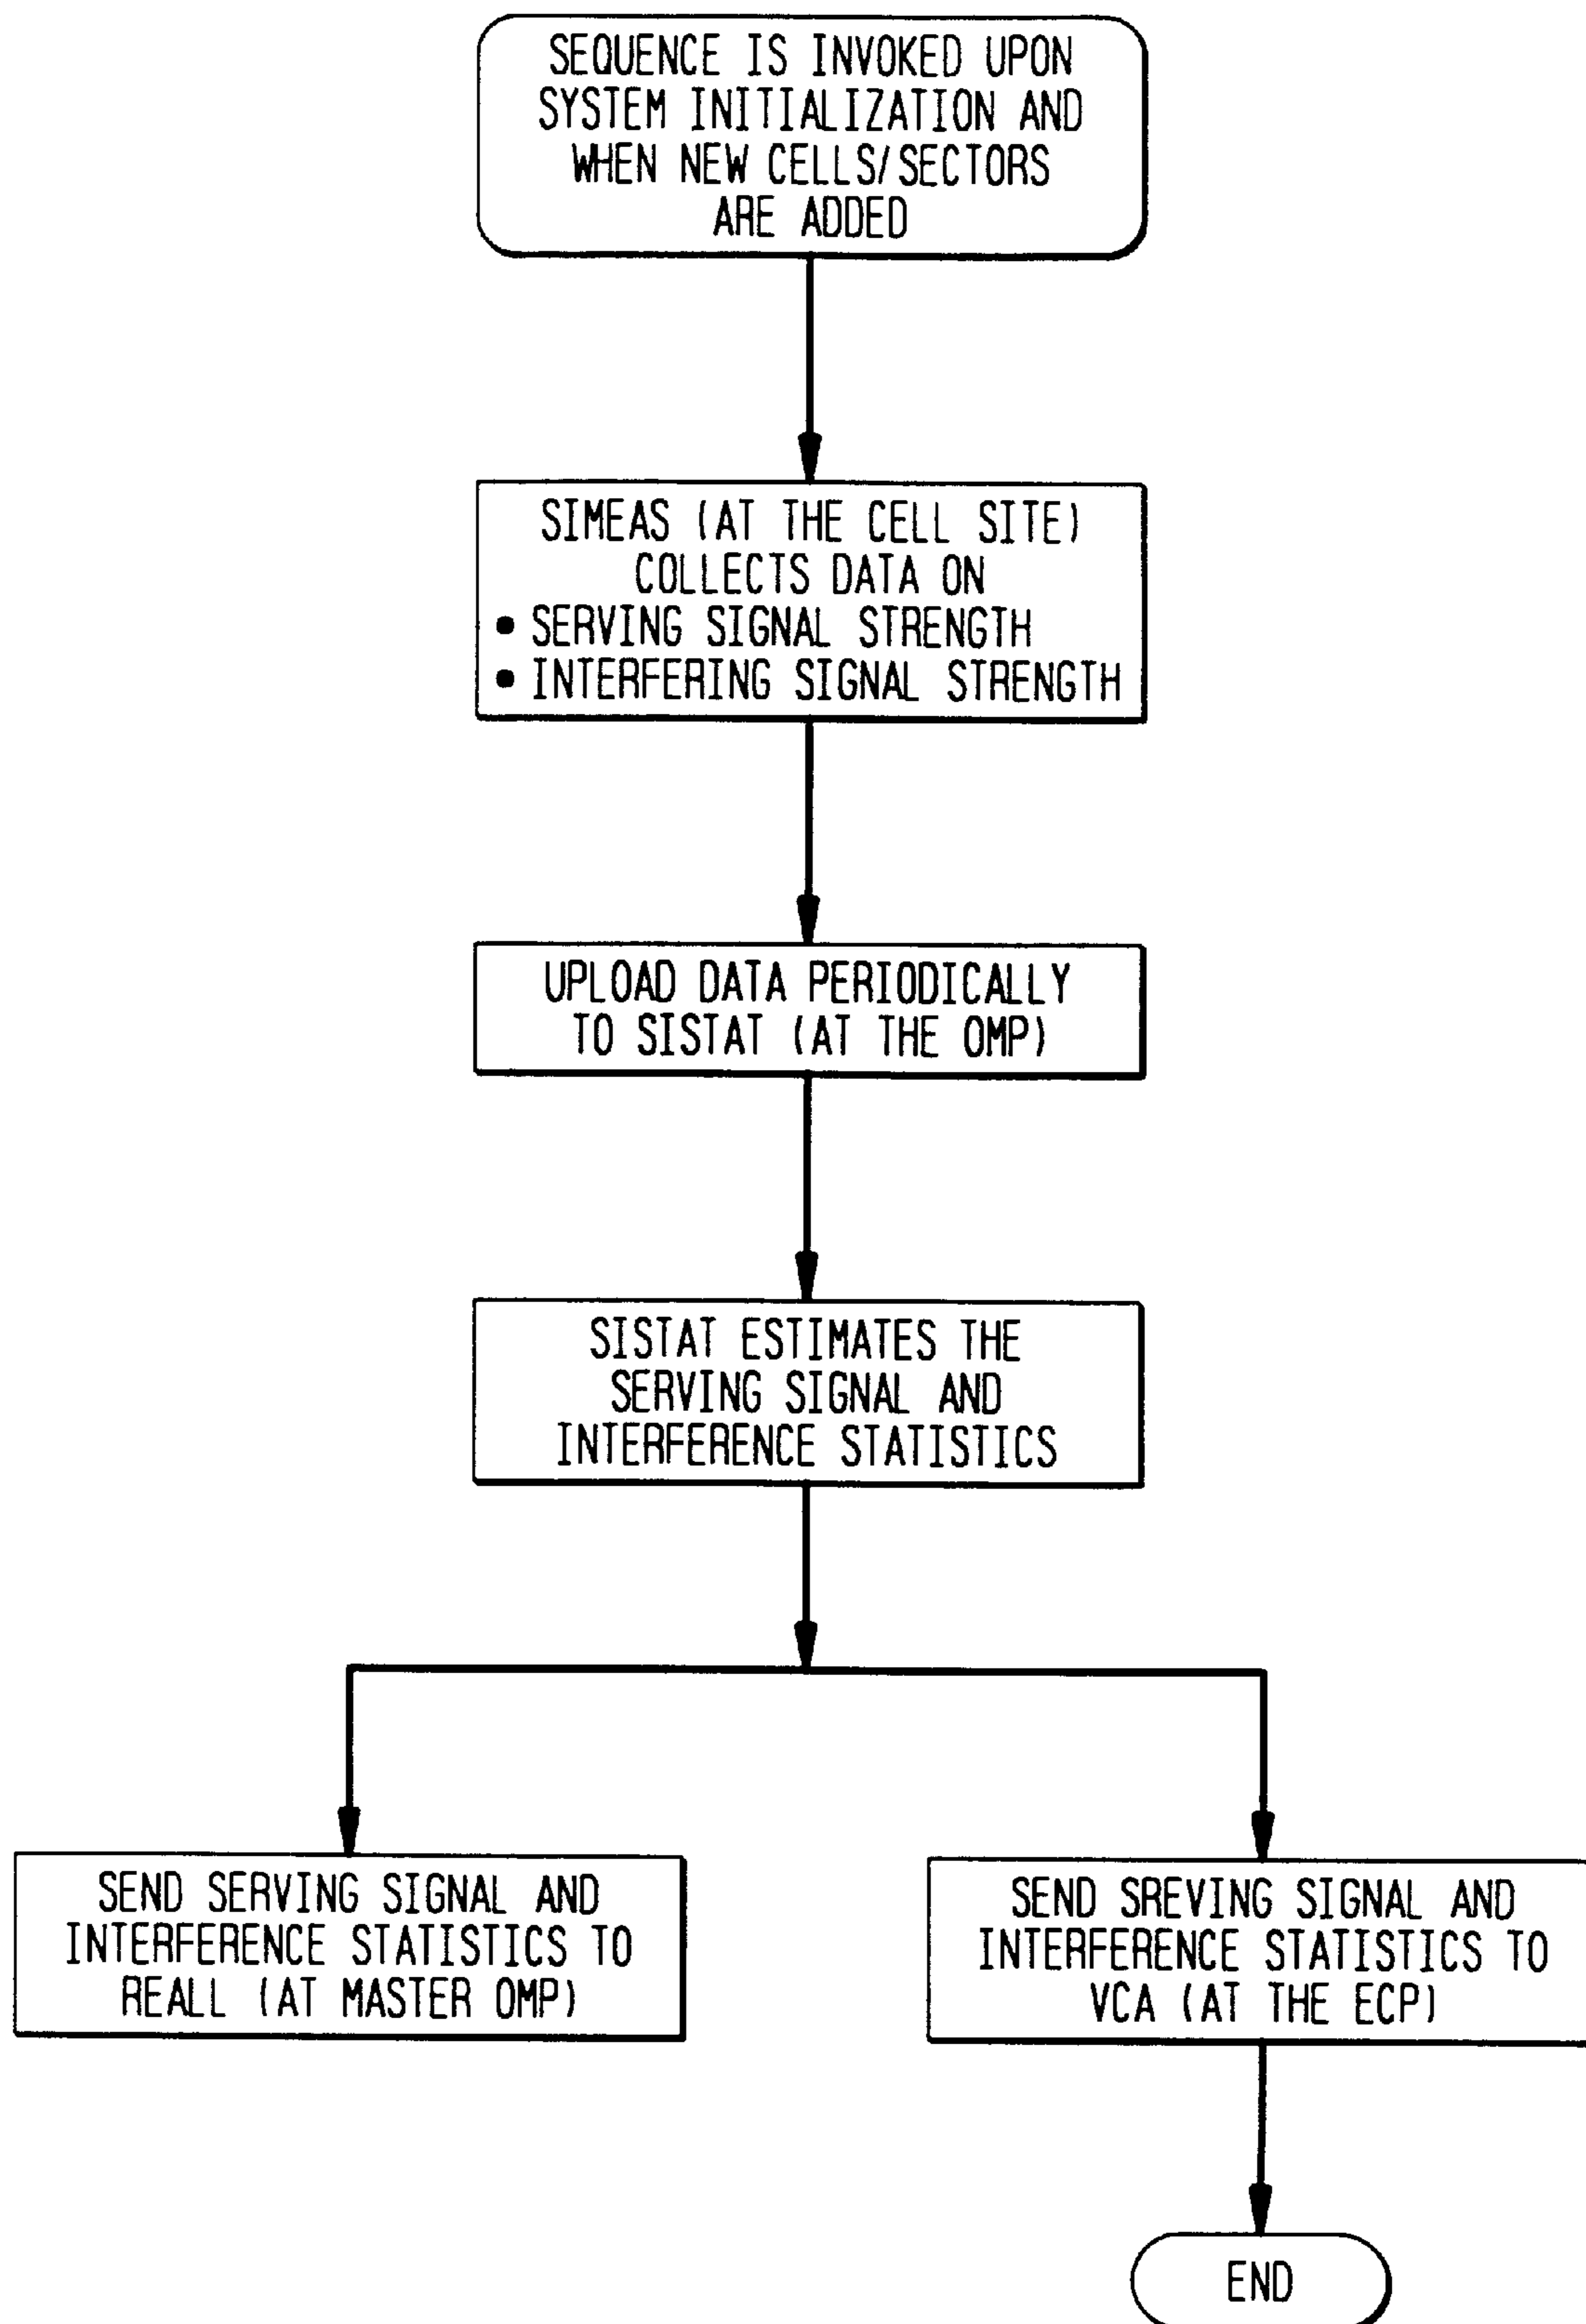 SEQUENCE IS INVOKED UPON
SYSTEM INITIALIZATION AND
WHEN NEW CELLS/SECTORS
ARE ADDED
SIMEAS (AT THE CELL SITE)
COLLECTS DATA ON
• SERVING SIGNAL STRENGTH
• INTERFERING SIGNAL STRENGTH
UPLOAD DATA PERIODICALLY
TO SISTAT (AT THE OMP)
SISTAT ESTIMATES THE
SERVING SIGNAL AND
INTERFERENCE STATISTICS
SEND SERVING SIGNAL AND
INTERFERENCE STATISTICS TO
REALL (AT MASTER OMP)
SEND SREVING SIGNAL AND
INTERFERENCE STATISTICS TO
VCA (AT THE ECP)
END